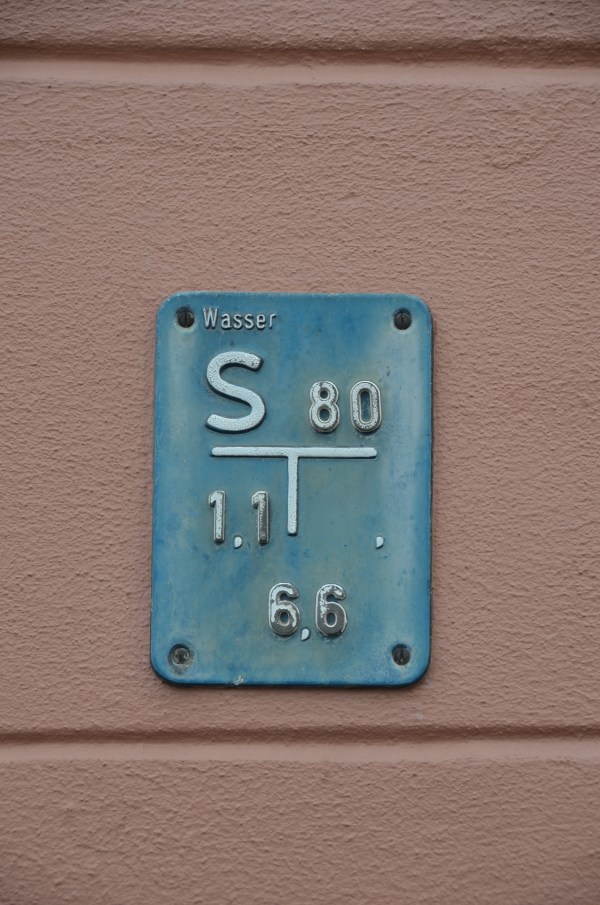 Wasser
S 80
1,1 ,
6,6